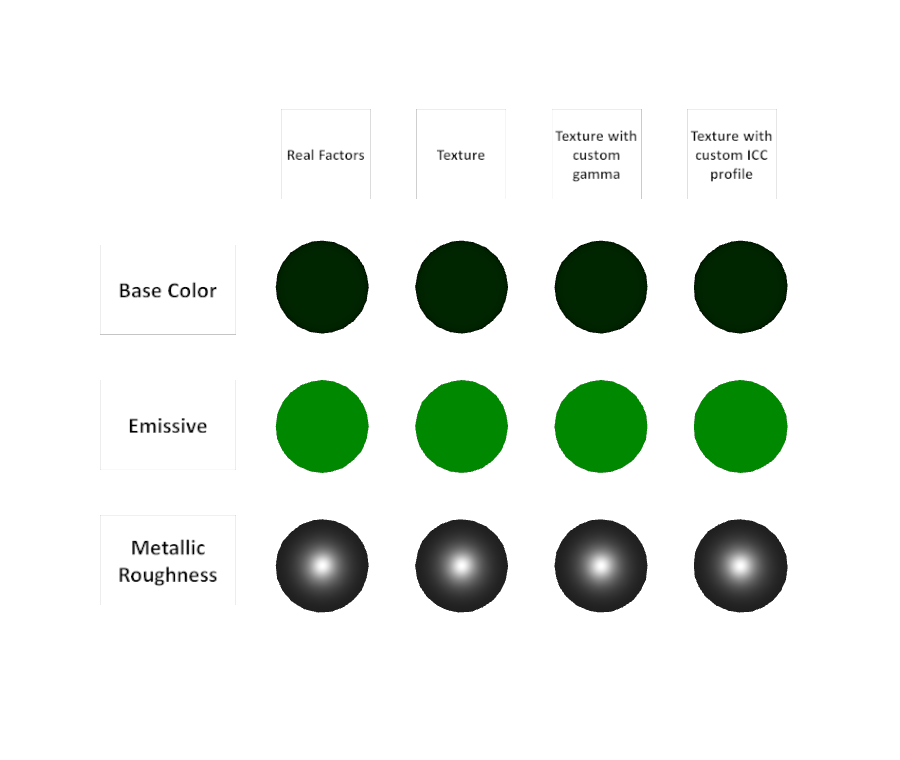 Real Factors
Texture
Texture with
custom
gamma
Texture with
custom ICC
profile
Base Color
Emissive
Metallic
Roughness